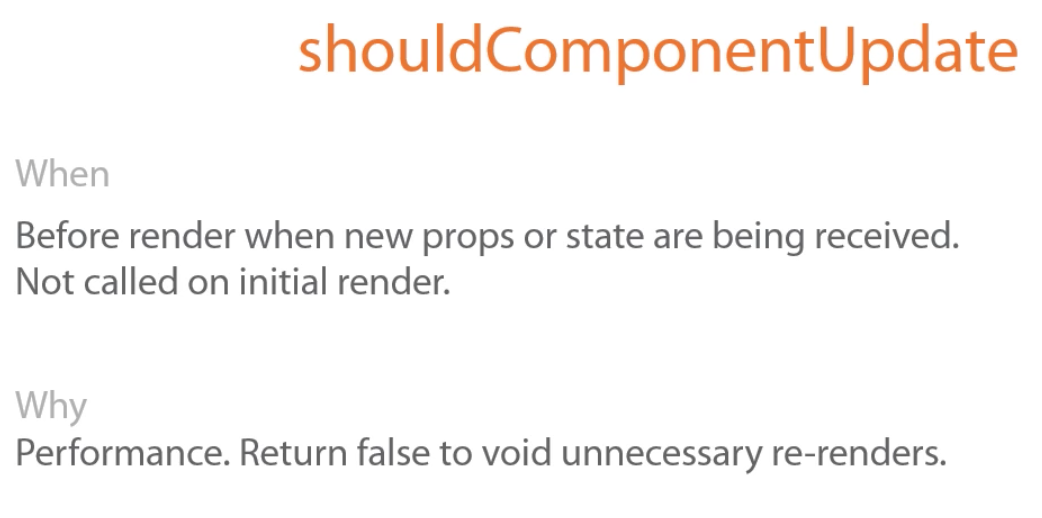 shouldComponentUpdate
When
Before render when new props or state are being received.
Not called on initial render.
Why
Performance. Return false to void unnecessary re-renders.